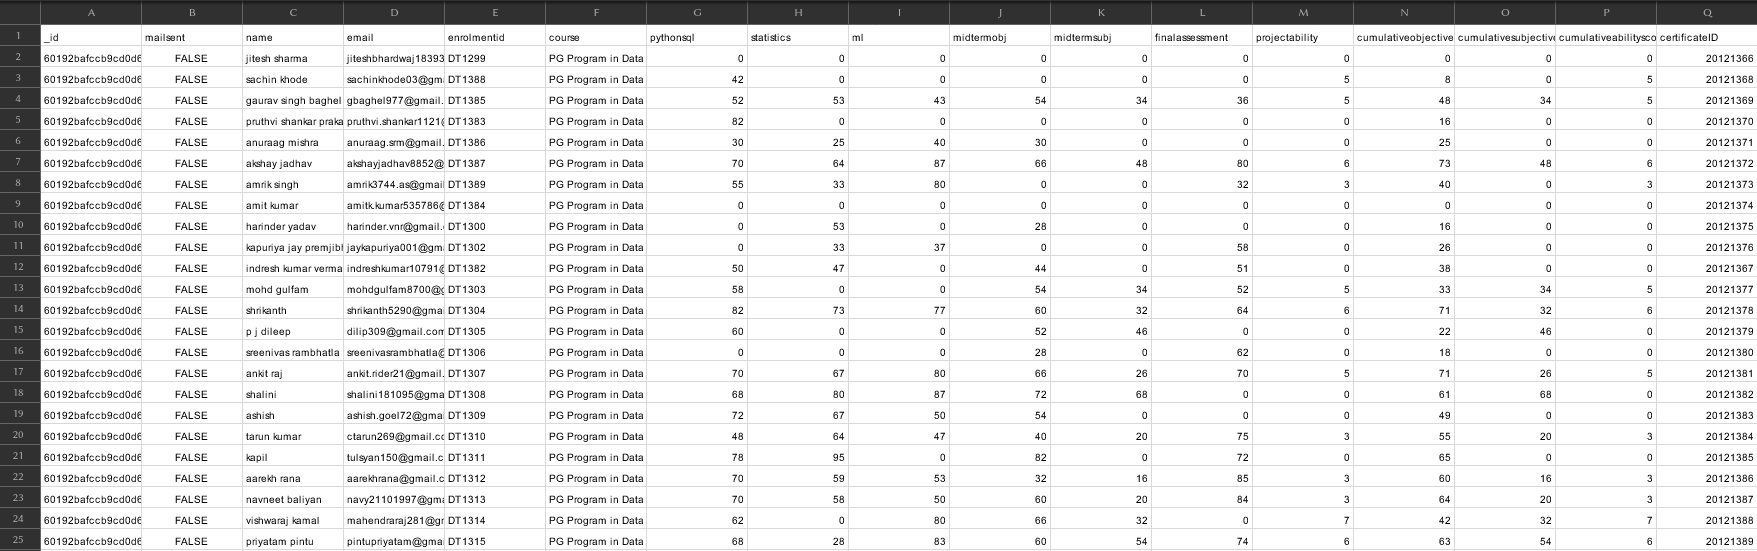 A B C D E F G H I J K L M N O P Q
1 _id mailsent name email enrolmentid course pythonsql statistics ml midtermobj midtermsubj finalassessment projectability cumulativeobjective cumulativesubjective cumulativeabilitysco certificateID
2 60192bafccb9cd0d6 FALSE jitesh sharma jiteshbhardwaj18393 DT1299 PG Program in Data 0 0 0 0 0 0 0 0 0 0 20121366
3 60192bafccb9cd0d6 FALSE sachin khode sachinkhode03@gm DT1388 PG Program in Data 42 0 0 0 0 0 5 8 0 5 20121368
4 60192bafccb9cd0d6 FALSE gaurav singh baghel gbaghel977@gmail. DT1385 PG Program in Data 52 53 43 54 34 36 5 48 34 5 20121369
5 60192bafccb9cd0d6 FALSE pruthvi shankar praka pruthvi.shankar1121@ DT1383 PG Program in Data 82 0 0 0 0 0 0 16 0 0 20121370
6 60192bafccb9cd0d6 FALSE anuraag mishra anuraag.srm@gmail. DT1386 PG Program in Data 30 25 40 30 0 0 0 25 0 0 20121371
7 60192bafccb9cd0d6 FALSE akshay jadhav akshayjadhav8852@ DT1387 PG Program in Data 70 64 87 66 48 80 6 73 48 6 20121372
8 60192bafccb9cd0d6 FALSE amrik singh amrik3744.as@gmai DT1389 PG Program in Data 55 33 80 0 0 32 3 40 0 3 20121373
9 60192bafccb9cd0d6 FALSE amit kumar amitk.kumar535786@ DT1384 PG Program in Data 0 0 0 0 0 0 0 0 0 0 20121374
10 60192bafccb9cd0d6 FALSE harinder yadav harinder.vnr@gmail. DT1300 PG Program in Data 0 53 0 28 0 0 0 16 0 0 20121375
11 60192bafccb9cd0d6 FALSE kapuriya jay premjibh jaykapuriya001@gm DT1302 PG Program in Data 0 33 37 0 0 58 0 26 0 0 20121376
12 60192bafccb9cd0d6 FALSE indresh kumar verma indreshkumar10791@ DT1382 PG Program in Data 50 47 0 44 0 51 0 38 0 0 20121367
13 60192bafccb9cd0d6 FALSE mohd gulfam mohdgulfam8700@g DT1303 PG Program in Data 58 0 0 54 34 52 5 33 34 5 20121377
14 60192bafccb9cd0d6 FALSE shrikanth shrikanth5290@gma DT1304 PG Program in Data 82 73 77 60 32 64 6 71 32 6 20121378
15 60192bafccb9cd0d6 FALSE p j dileep dilip309@gmail.com DT1305 PG Program in Data 60 0 0 52 46 0 0 22 46 0 20121379
16 60192bafccb9cd0d6 FALSE sreenivas rambhatla sreenivasrambhatla@ DT1306 PG Program in Data 0 0 0 28 0 62 0 18 0 0 20121380
17 60192bafccb9cd0d6 FALSE ankit raj ankit.rider21@gmail. DT1307 PG Program in Data 70 67 80 66 26 70 5 71 26 5 20121381
18 60192bafccb9cd0d6 FALSE shalini shalini181095@gma DT1308 PG Program in Data 68 80 87 72 68 0 0 61 68 0 20121382
19 60192bafccb9cd0d6 FALSE ashish ashish.goel72@gma DT1309 PG Program in Data 72 67 50 54 0 0 0 49 0 0 20121383
20 60192bafccb9cd0d6 FALSE tarun kumar ctarun269@gmail.co DT1310 PG Program in Data 48 64 47 40 20 75 3 55 20 3 20121384
21 60192bafccb9cd0d6 FALSE kapil tulsyan150@gmail.c DT1311 PG Program in Data 78 95 0 82 0 72 0 65 0 0 20121385
22 60192bafccb9cd0d6 FALSE aarekh rana aarekhrana@gmail.c DT1312 PG Program in Data 70 59 53 32 16 85 3 60 16 3 20121386
23 60192bafccb9cd0d6 FALSE navneet baliyan navy21101997@gma DT1313 PG Program in Data 70 58 50 60 20 84 3 64 20 3 20121387
24 60192bafccb9cd0d6 FALSE vishwaraj kamal mahendraraj281@gr DT1314 PG Program in Data 62 0 80 66 32 0 7 42 32 7 20121388
25 60192bafccb9cd0d6 FALSE priyatam pintu pintupriyatam@gma DT1315 PG Program in Data 68 28 83 60 54 74 6 63 54 6 20121389